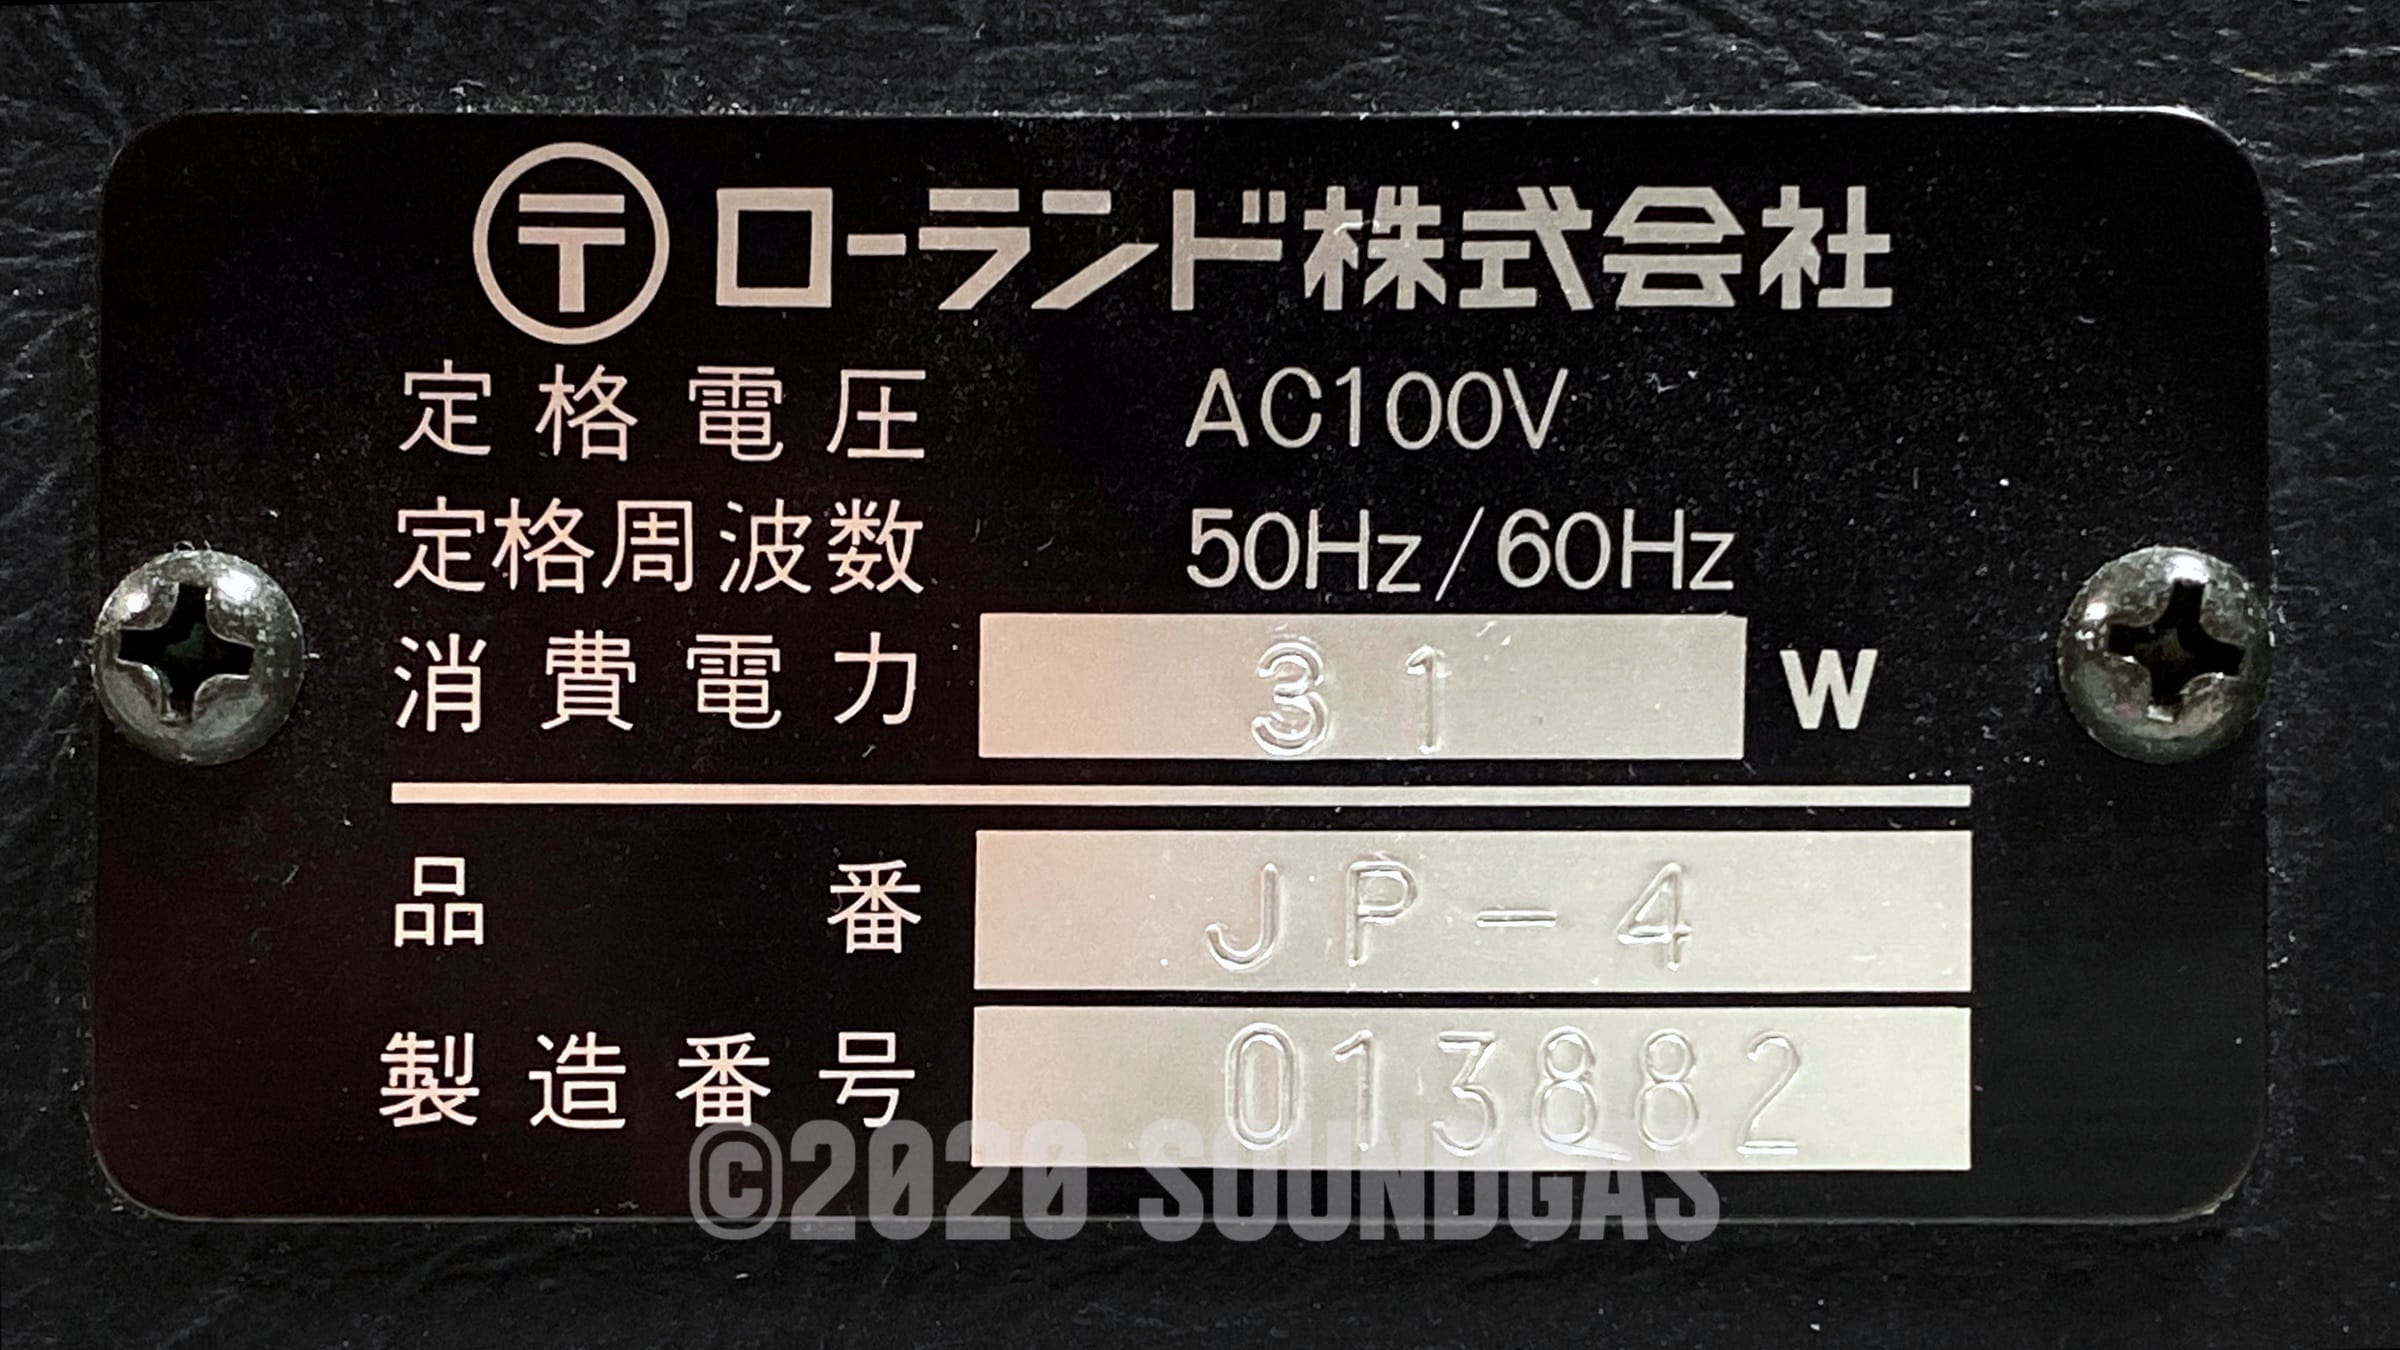 〒 ローランド株式会社
定格電圧 AC100V
定格周波数 50Hz/60Hz
消費電力 31 W
品番 JP-4
製造番号 013882
©2020 SOUNDGAS